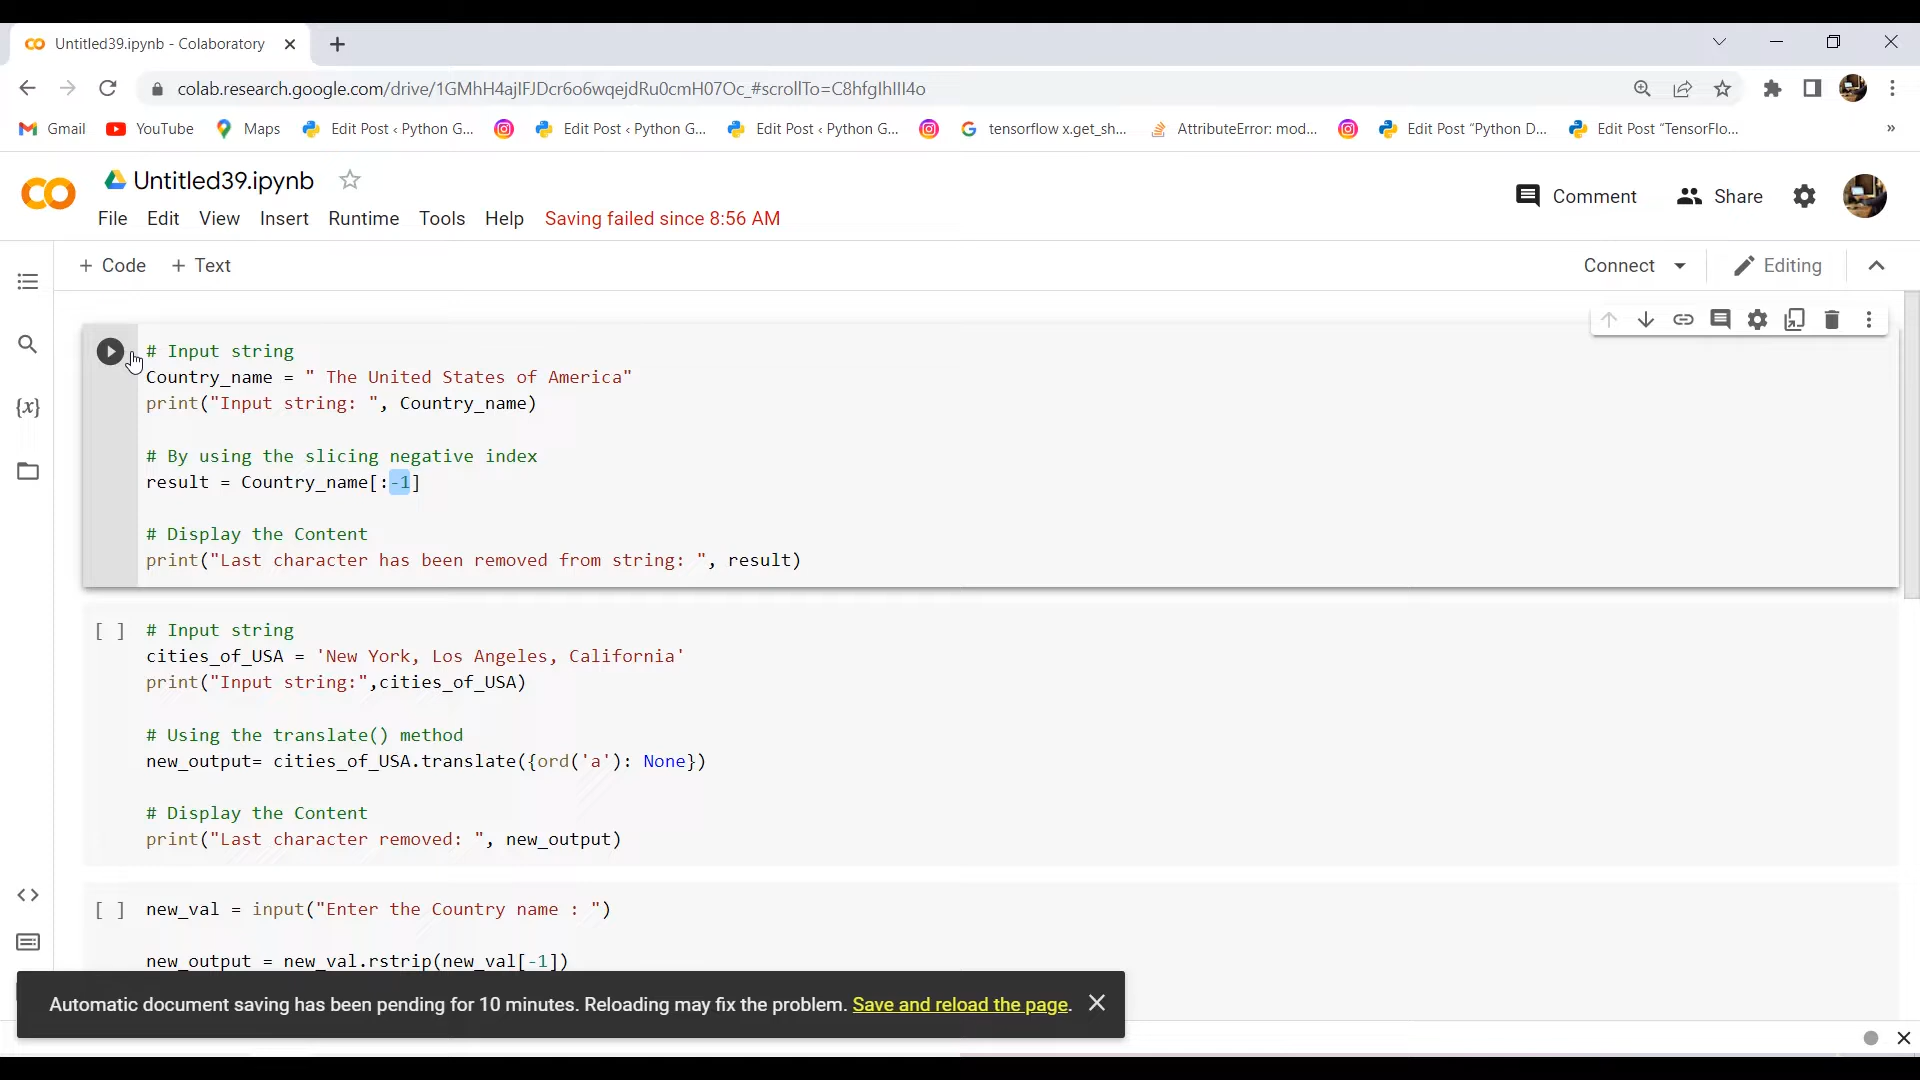 Untitled39.ipynb - Colaboratory
colab.research.google.com/drive/1GMhH4ajIFJDcr6o6wqejdRu0cmH07Oc_#scrollTo=C8hfgIhIII4o
Gmail YouTube Maps Edit Post ‹ Python G... Edit Post ‹ Python G... Edit Post ‹ Python G... tensorflow x.get_sh... AttributeError: mod... Edit Post “Python D... Edit Post “TensorFlo... »
Untitled39.ipynb
Comment Share
File Edit View Insert Runtime Tools Help Saving failed since 8:56 AM
+ Code + Text Connect Editing
# Input string
Country_name = " The United States of America"
print("Input string: ", Country_name)
# By using the slicing negative index
result = Country_name[:-1]
# Display the Content
print("Last character has been removed from string: ", result)
[ ] # Input string
cities_of_USA = 'New York, Los Angeles, California'
print("Input string:",cities_of_USA)
# Using the translate() method
new_output= cities_of_USA.translate({ord('a'): None})
# Display the Content
print("Last character removed: ", new_output)
[ ] new_val = input("Enter the Country name : ")
new_output = new_val.rstrip(new_val[-1])
Automatic document saving has been pending for 10 minutes. Reloading may fix the problem. Save and reload the page.